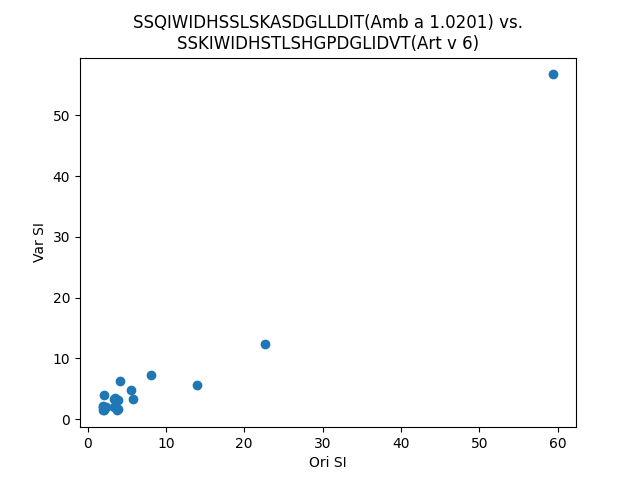 SSQIWIDHSSLSKASDGLLDIT(Amb a 1.0201) vs.
SSKIWIDHSTLSHGPDGLIDVT(Art v 6)
50
40
30
20
10
0
Var SI
0 10 20 30 40 50 60
Ori SI